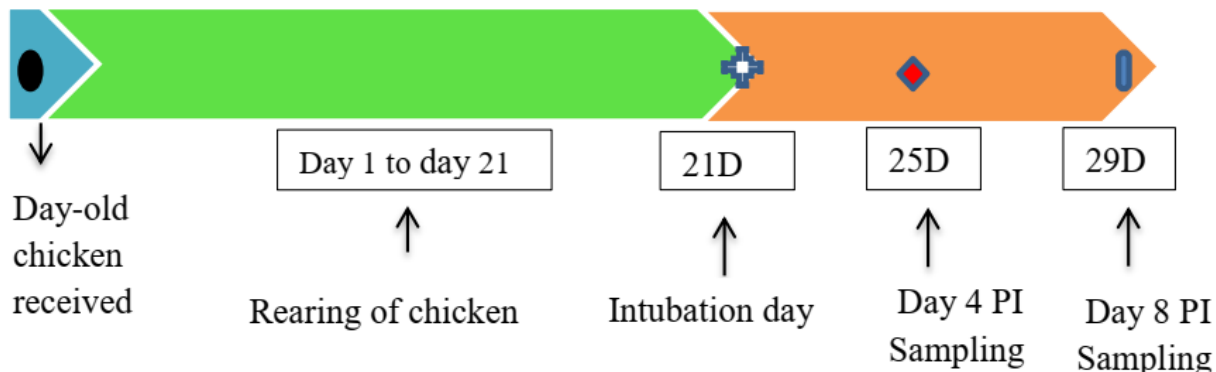 Day 1 to day 21
21D
25D
29D
Day-old
chicken
received
Rearing of chicken
Intubation day
Day 4 PI
Sampling
Day 8 PI
Sampling